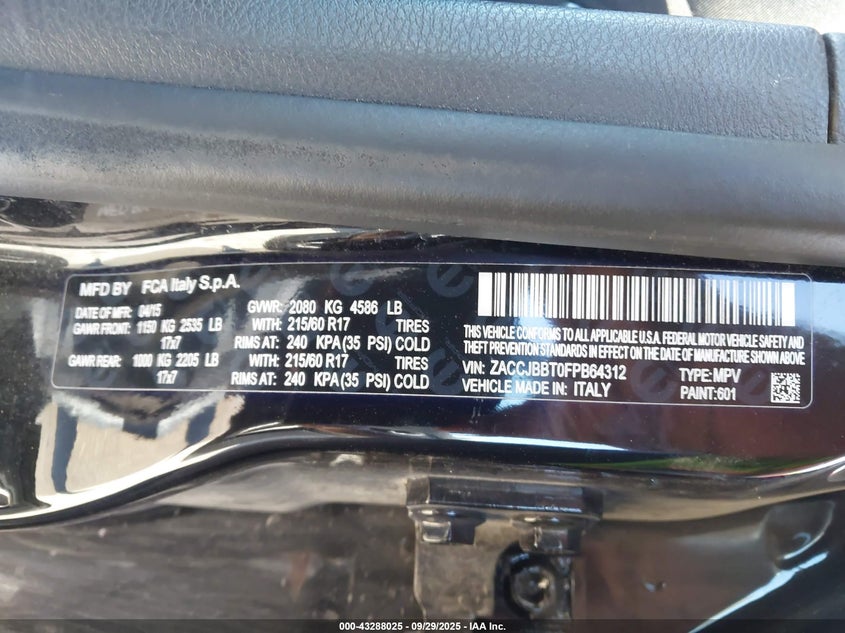 MFD BY FCA Italy S.p.A.
DATE OF MFR: 04/15 GVWR: 2080 KG 4586 LB
GAWR FRONT: 1150 KG 2535 LB WITH: 215/60 R17 TIRES
17x7 RIMS AT: 240 KPA (35 PSI) COLD
GAWR REAR: 1000 KG 2205 LB WITH: 215/60 R17 TIRES
17x7 RIMS AT: 240 KPA (35 PSI) COLD
THIS VEHICLE CONFORMS TO ALL APPLICABLE U.S.A. FEDERAL MOTOR VEHICLE SAFETY AND
THEFT PREVENTION STANDARDS IN EFFECT ON THE DATE OF MANUFACTURE SHOWN ABOVE.
VIN: ZACCJBBT0FPB64312 TYPE: MPV
VEHICLE MADE IN: ITALY PAINT: 601
000-43288025 - 09/29/2025 - IAA Inc.